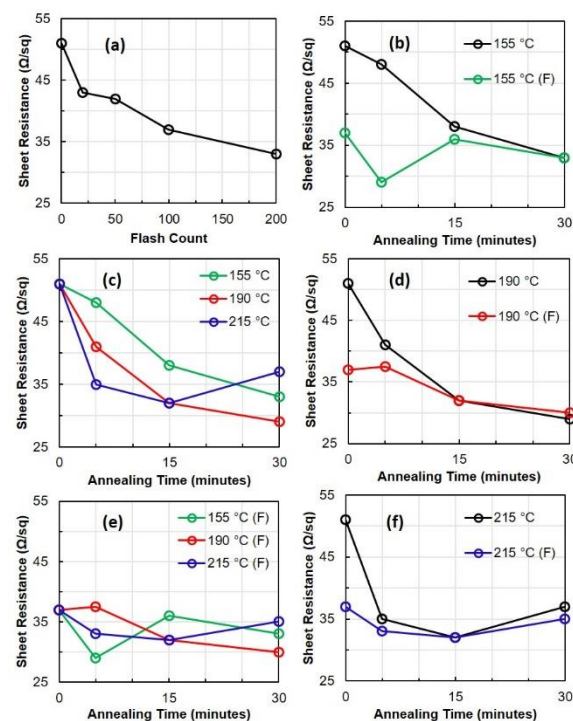 (a)
Sheet Resistance (Ω/sq)
55
45
35
25
0
50
100
150
200
Flash Count
(b)
155 °C
155 °C (F)
Sheet Resistance (Ω/sq)
55
45
35
25
0
15
30
Annealing Time (minutes)
(c)
155 °C
190 °C
215 °C
Sheet Resistance (Ω/sq)
55
45
35
25
0
15
30
Annealing Time (minutes)
(d)
190 °C
190 °C (F)
Sheet Resistance (Ω/sq)
55
45
35
25
0
15
30
Annealing Time (minutes)
(e)
155 °C (F)
190 °C (F)
215 °C (F)
Sheet Resistance (Ω/sq)
55
45
35
25
0
15
30
Annealing Time (minutes)
(f)
215 °C
215 °C (F)
Sheet Resistance (Ω/sq)
55
45
35
25
0
15
30
Annealing Time (minutes)